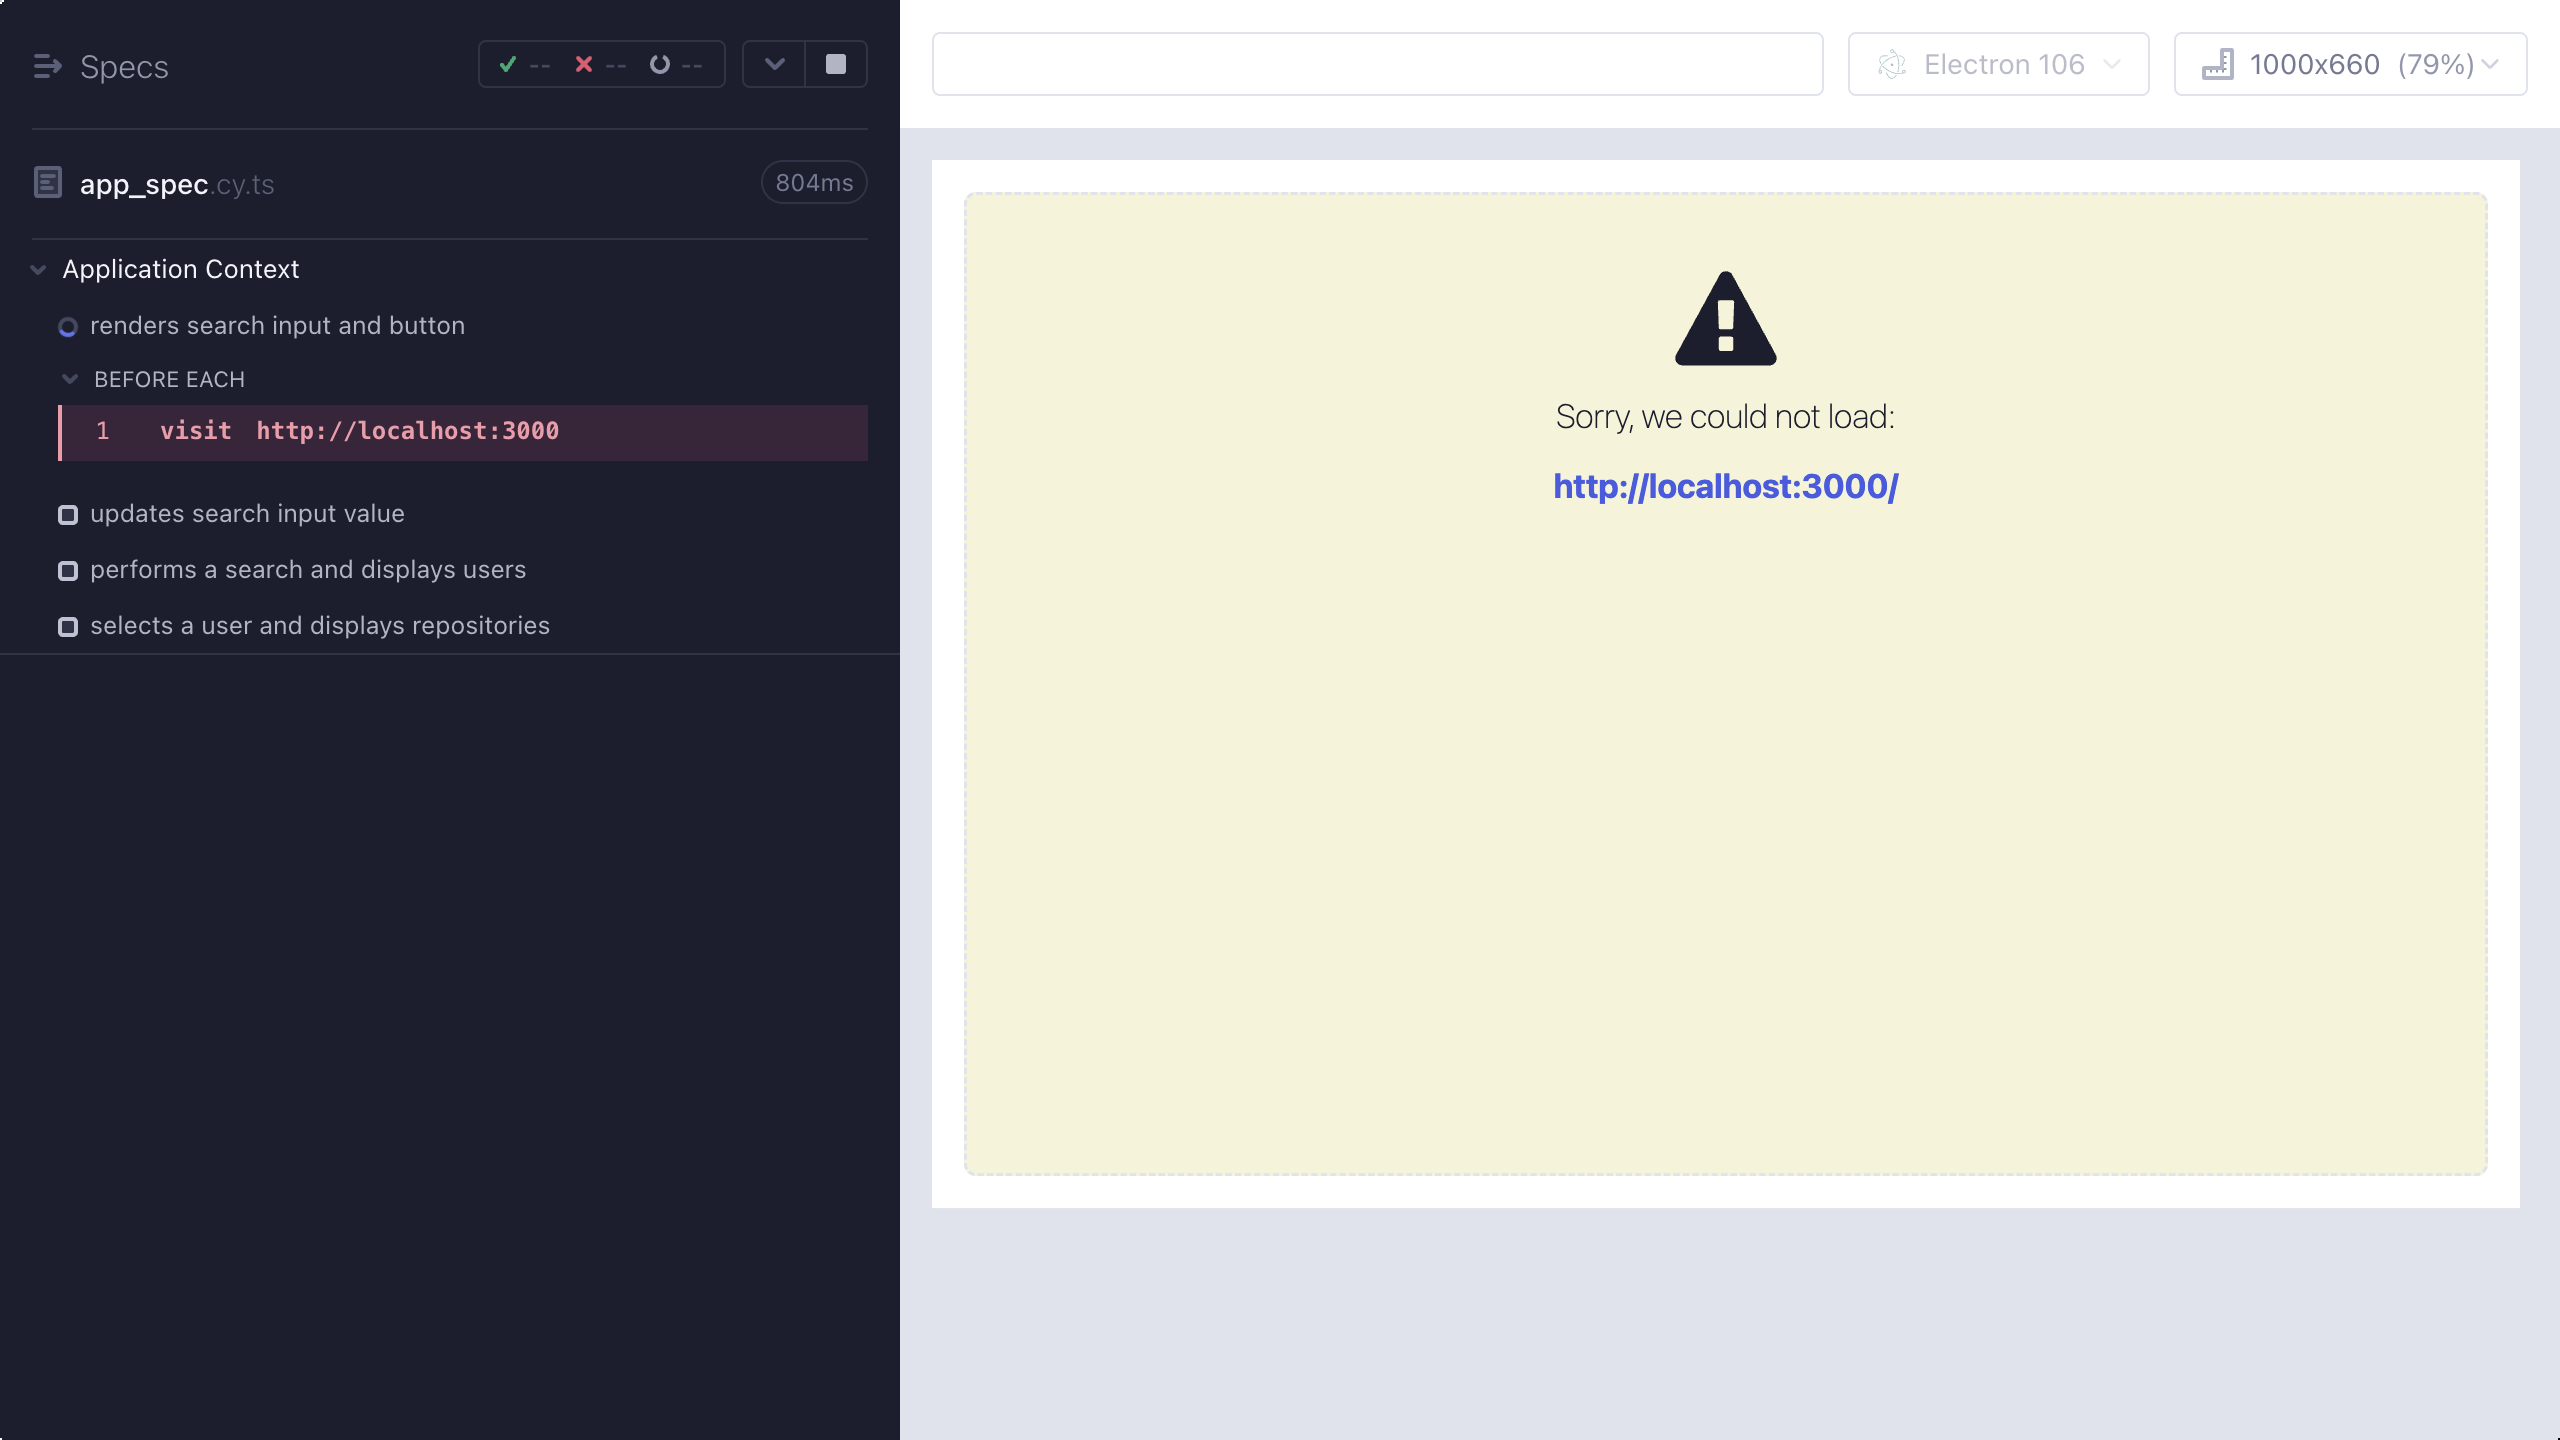 Specs
-- -- --
app_spec.cy.ts
804ms
Application Context
renders search input and button
BEFORE EACH
1 visit http://localhost:3000
updates search input value
performs a search and displays users
selects a user and displays repositories
Electron 106
1000x660 (79%)
Sorry, we could not load:
http://localhost:3000/